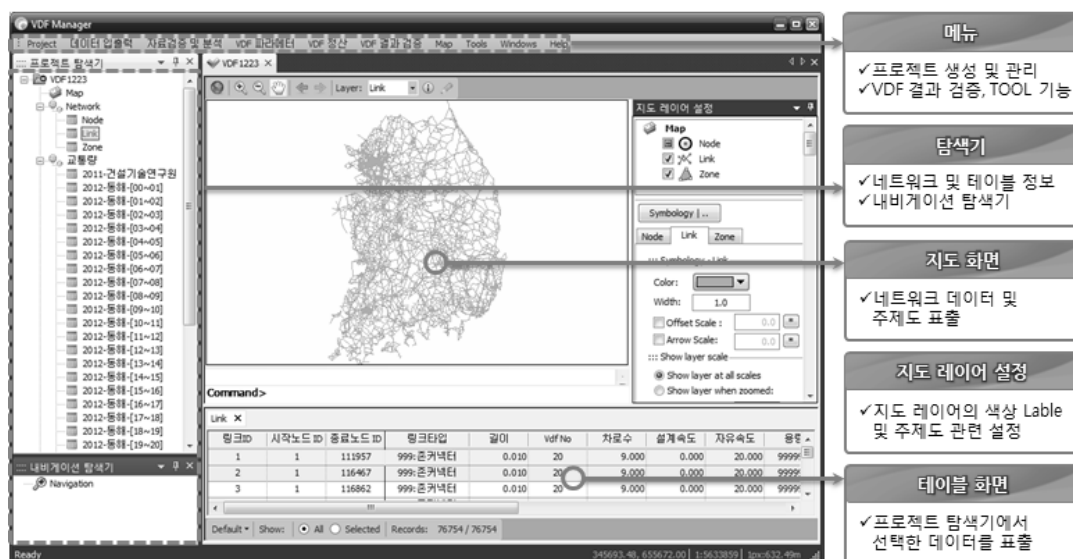 VDF Manager
Project 데이터 입출력 자료검증 및 분석 VDF 파라메터 VDF 정산 VDF 결과 검증 Map Tools Windows Help
프로젝트 탐색기
VDF1223
Map
Network
Node
Link
Zone
교통량
2011-건설기술연구원
2012-동해-[00~01]
2012-동해-[01~02]
2012-동해-[02~03]
2012-동해-[03~04]
2012-동해-[04~05]
2012-동해-[05~06]
2012-동해-[06~07]
2012-동해-[07~08]
2012-동해-[08~09]
2012-동해-[09~10]
2012-동해-[10~11]
2012-동해-[11~12]
2012-동해-[12~13]
2012-동해-[13~14]
2012-동해-[14~15]
2012-동해-[15~16]
2012-동해-[16~17]
2012-동해-[17~18]
2012-동해-[18~19]
2012-동해-[19~20]
내비게이션 탐색기
Navigation
VDF1223
Layer: Link
Command>
지도 레이어 설정
Map
Node
Link
Zone
Symbology | ..
Node Link Zone
::: Symbology - Link
Color:
Width: 1.0
Offset Scale : 0.0
Arrow Scale: 0.0
::: Show layer scale
Show layer at all scales
Show layer when zoomed:
Link
링크ID 시작노드 ID 종료노드 ID 링크타입 길이 Vdf No 차로수 설계속도 자유속도 용량
1 1 111957 999:존커넥터 0.010 20 9.000 0.000 20.000 9999
2 1 116467 999:존커넥터 0.010 20 9.000 0.000 20.000 9999
3 1 116862 999:존커넥터 0.010 20 9.000 0.000 20.000 9999
Default Show: All Selected Records: 76754 / 76754
Ready 345693.48, 655672.00 1:5633859 1px:632.49m
메뉴
✓프로젝트 생성 및 관리
✓VDF 결과 검증, TOOL 기능
탐색기
✓네트워크 및 테이블 정보
✓내비게이션 탐색기
지도 화면
✓네트워크 데이터 및
주제도 표출
지도 레이어 설정
✓지도 레이어의 색상 Lable
및 주제도 관련 설정
테이블 화면
✓프로젝트 탐색기에서
선택한 데이터를 표출